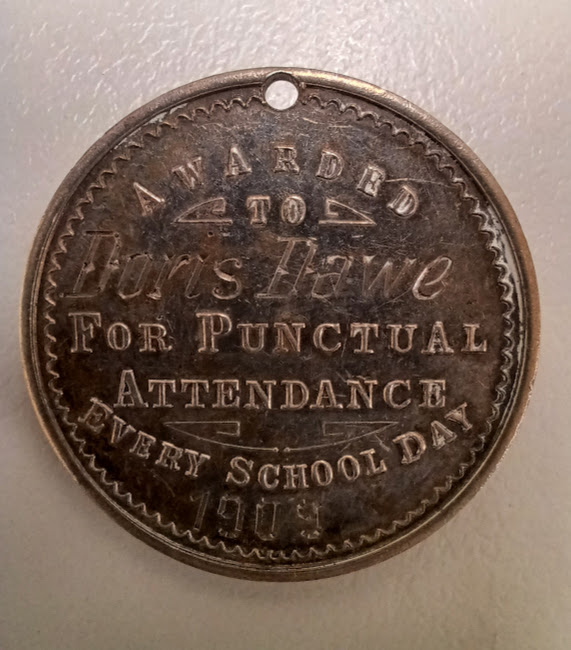 AWARDED
TO
Doris Dawe
FOR PUNCTUAL
ATTENDANCE
EVERY SCHOOL DAY
1909